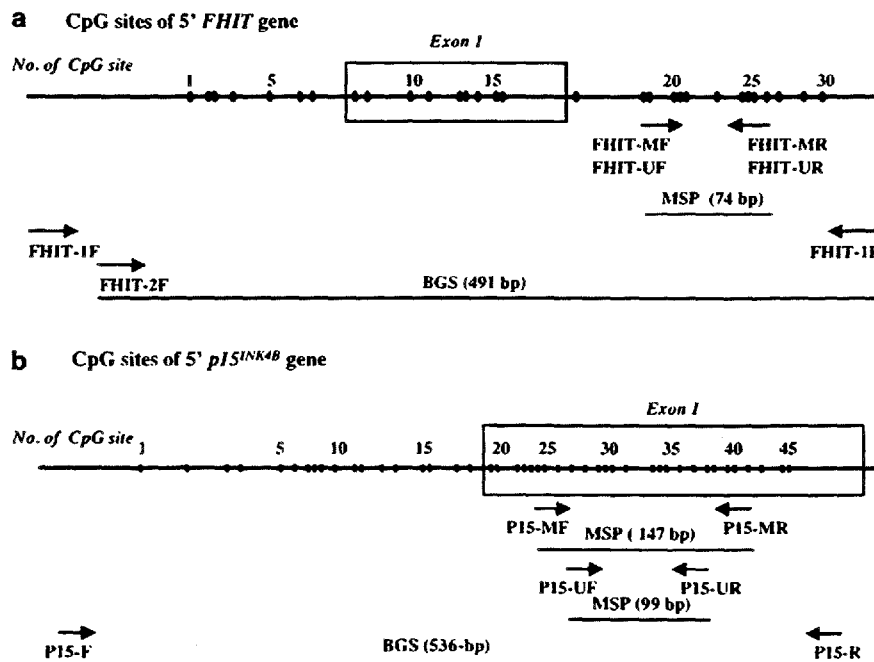 a CpG sites of 5' FHIT gene
Exon 1
No. of CpG site
1 5 10 15 20 25 30
FHIT-MF FHIT-MR
FHIT-UF FHIT-UR
MSP (74 bp)
FHIT-1F FHIT-1R
FHIT-2F
BGS (491 bp)
b CpG sites of 5' p15INK4B gene
Exon 1
No. of CpG site
1 5 10 15 20 25 30 35 40 45
P15-MF P15-MR
MSP ( 147 bp)
P15-UF P15-UR
MSP (99 bp)
P15-F BGS (536-bp) P15-R